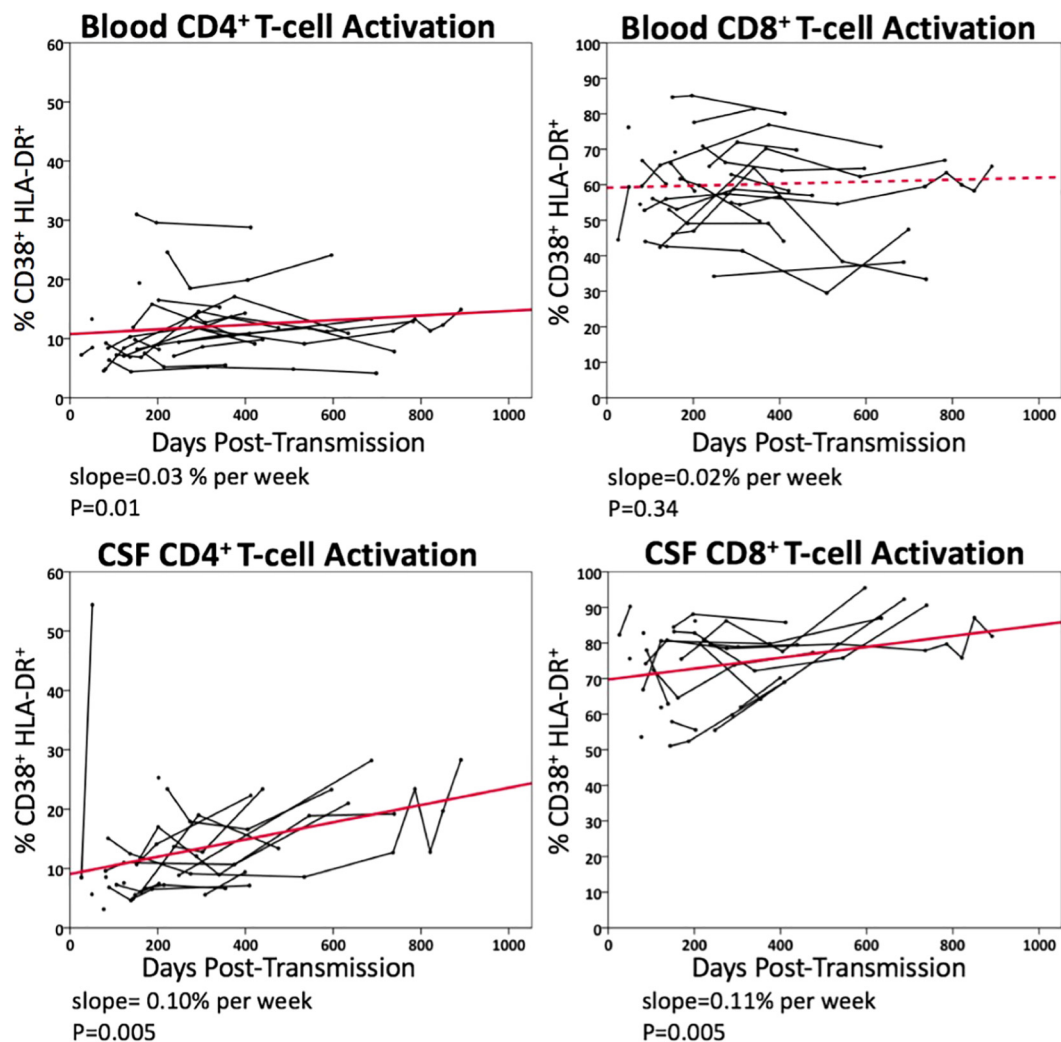 Blood CD4+ T-cell Activation
% CD38+ HLA-DR+
60
50
40
30
20
10
0
0 200 400 600 800 1000
Days Post-Transmission
slope=0.03 % per week
P=0.01
Blood CD8+ T-cell Activation
% CD38+ HLA-DR+
100
90
80
70
60
50
40
30
20
10
0
0 200 400 600 800 1000
Days Post-Transmission
slope=0.02% per week
P=0.34
CSF CD4+ T-cell Activation
% CD38+ HLA-DR+
60
50
40
30
20
10
0
0 200 400 600 800 1000
Days Post-Transmission
slope= 0.10% per week
P=0.005
CSF CD8+ T-cell Activation
% CD38+ HLA-DR+
100
90
80
70
60
50
40
30
20
10
0
0 200 400 600 800 1000
Days Post-Transmission
slope=0.11% per week
P=0.005